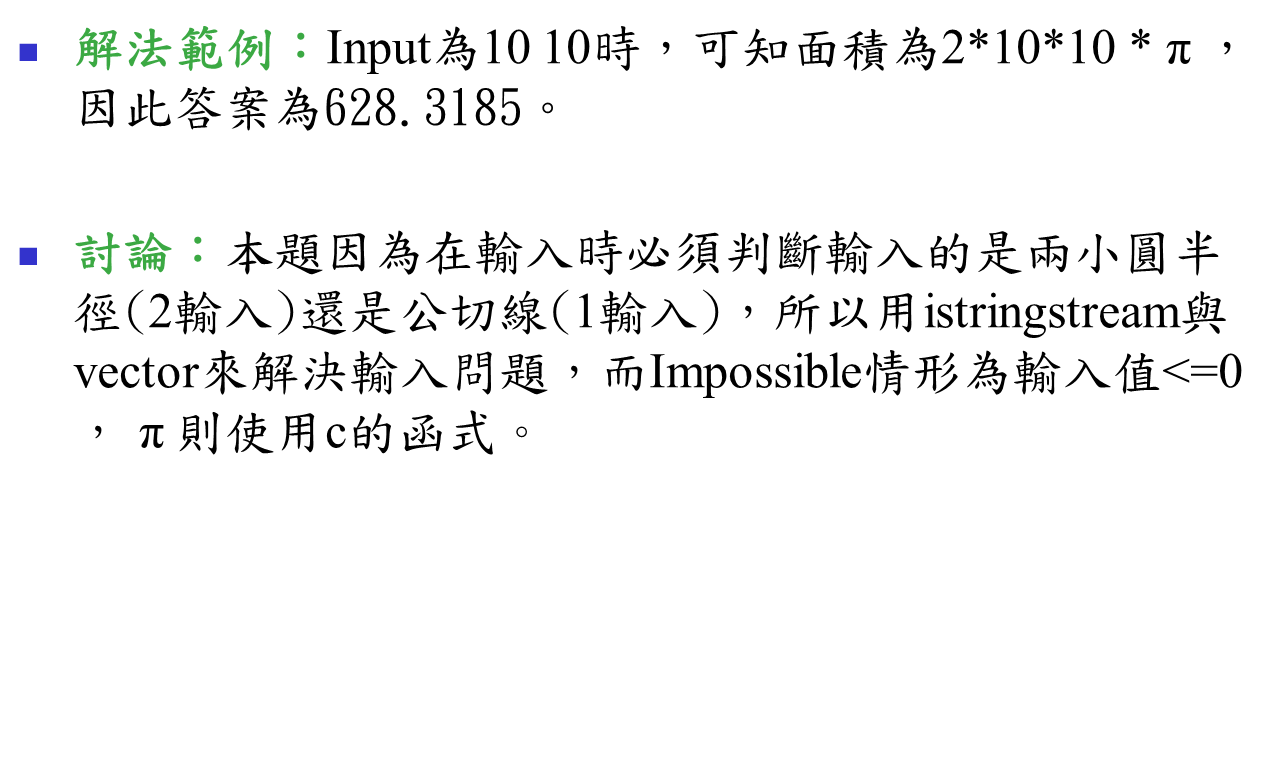 解法範例：Input為10 10時，可知面積為2*10*10 * π ，
因此答案為628.3185。
討論：本題因為在輸入時必須判斷輸入的是兩小圓半
徑(2輸入)還是公切線(1輸入)，所以用istringstream與
vector來解決輸入問題，而Impossible情形為輸入值<=0
， π 則使用c的函式。